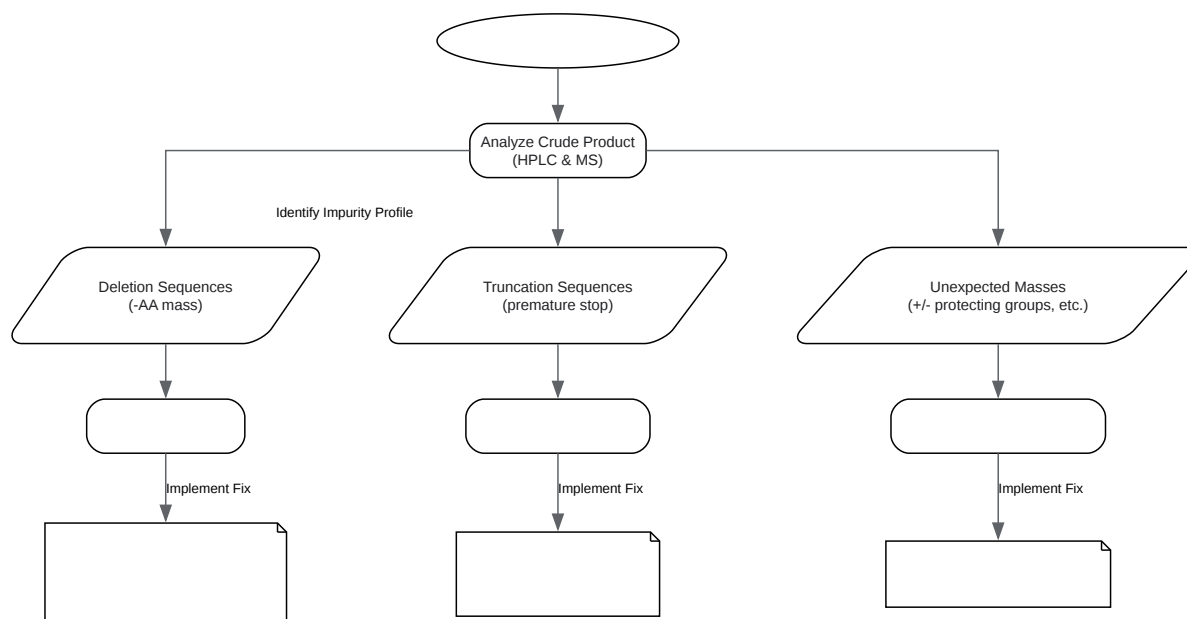 Analyze Crude Product
(HPLC & MS)
Identify Impurity Profile
Deletion Sequences
(-AA mass)
Truncation Sequences
(premature stop)
Unexpected Masses
(+/- protecting groups, etc.)
Implement Fix
Implement Fix
Implement Fix